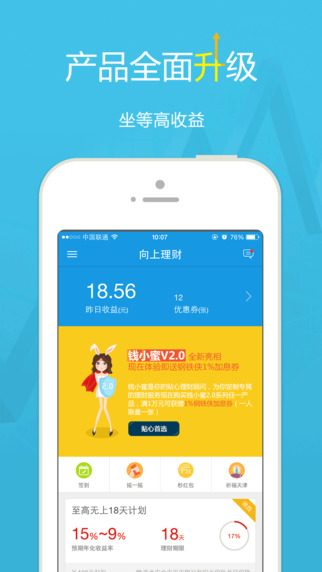 产品全面升级
坐等高收益
中国联通
10:07
76%
向上理财
18.56
昨日收益(元)
12
优惠券(张)
钱小蜜V2.0 全新亮相
现在体验即送钢铁侠1%加息券
2.0
钱小蜜是你的贴心理财顾问，为你定制专属
的理财服务现在购买钱小蜜2.0系列任一产
品，满1万元可获赠1%钢铁侠加息券（一人
限量一张）
贴心首选
签到
摇一摇
秒红包
祈福天津
至高无上18天计划
15%~9%
预期年化收益率
18天
理财期限
17%